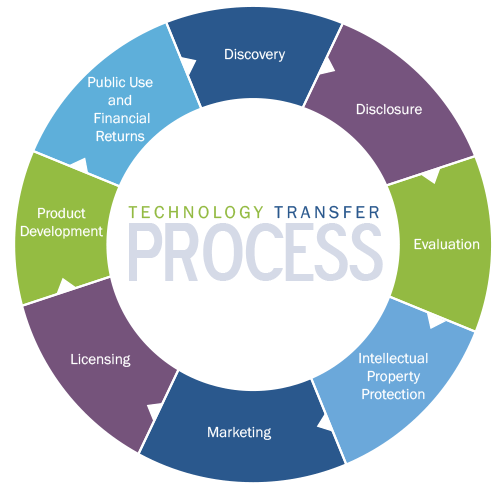 TECHNOLOGY TRANSFER
PROCESS
Discovery
Disclosure
Evaluation
Intellectual
Property
Protection
Marketing
Licensing
Product
Development
Public Use
and
Financial
Returns